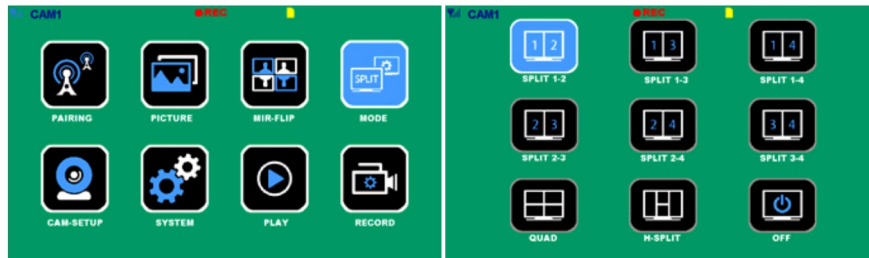 CAM1 REC
PAIRING PICTURE MIR-FLIP MODE
SPLIT
CAM-SETUP SYSTEM PLAY RECORD
CAM1 REC
1 2 1 3 1 4
SPLIT 1-2 SPLIT 1-3 SPLIT 1-4
2 3 2 4 3 4
SPLIT 2-3 SPLIT 2-4 SPLIT 3-4
QUAD H-SPLIT OFF